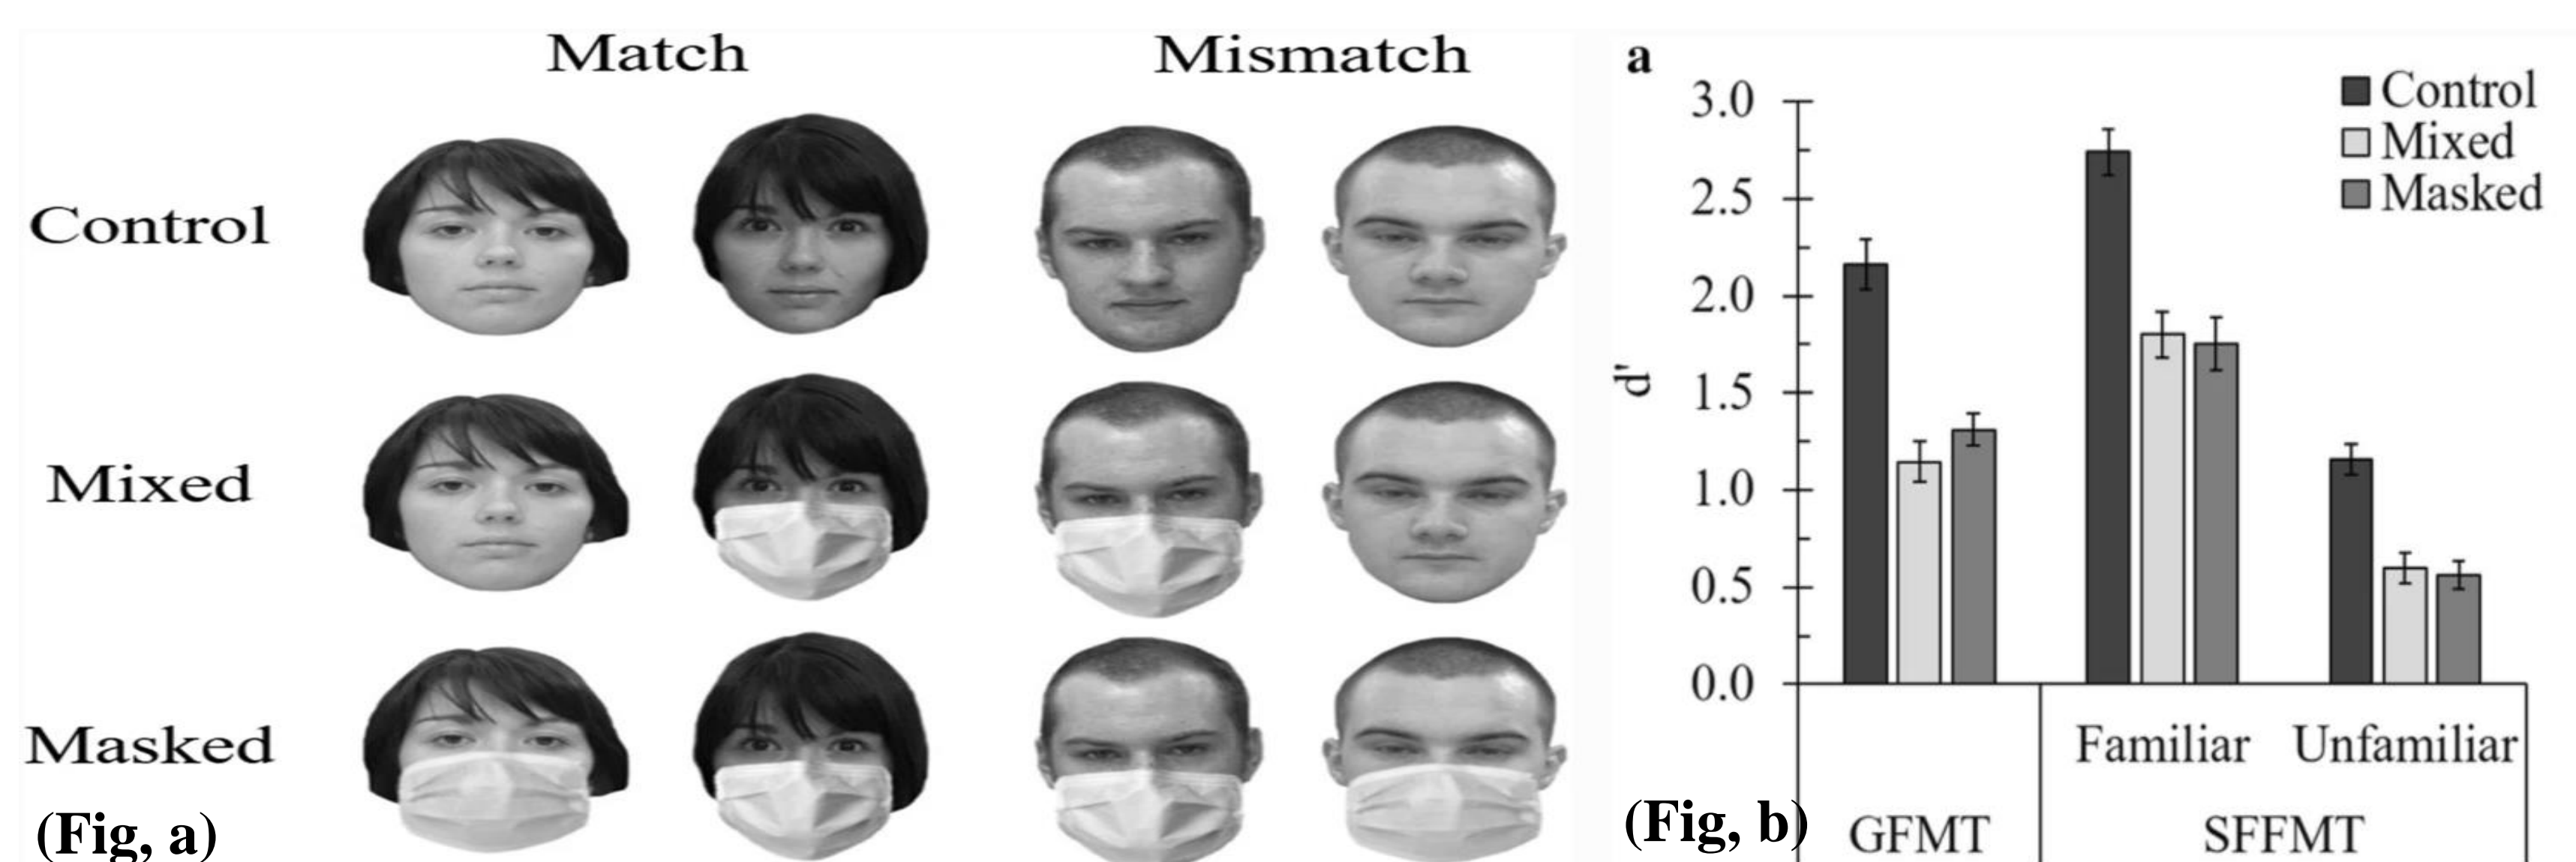 Match Mismatch
Control
Mixed
Masked
(Fig, a)
a
Control
Mixed
Masked
3.0
2.5
2.0
1.5
1.0
0.5
0.0
d'
Familiar Unfamiliar
GFMT SFFMT
(Fig, b)